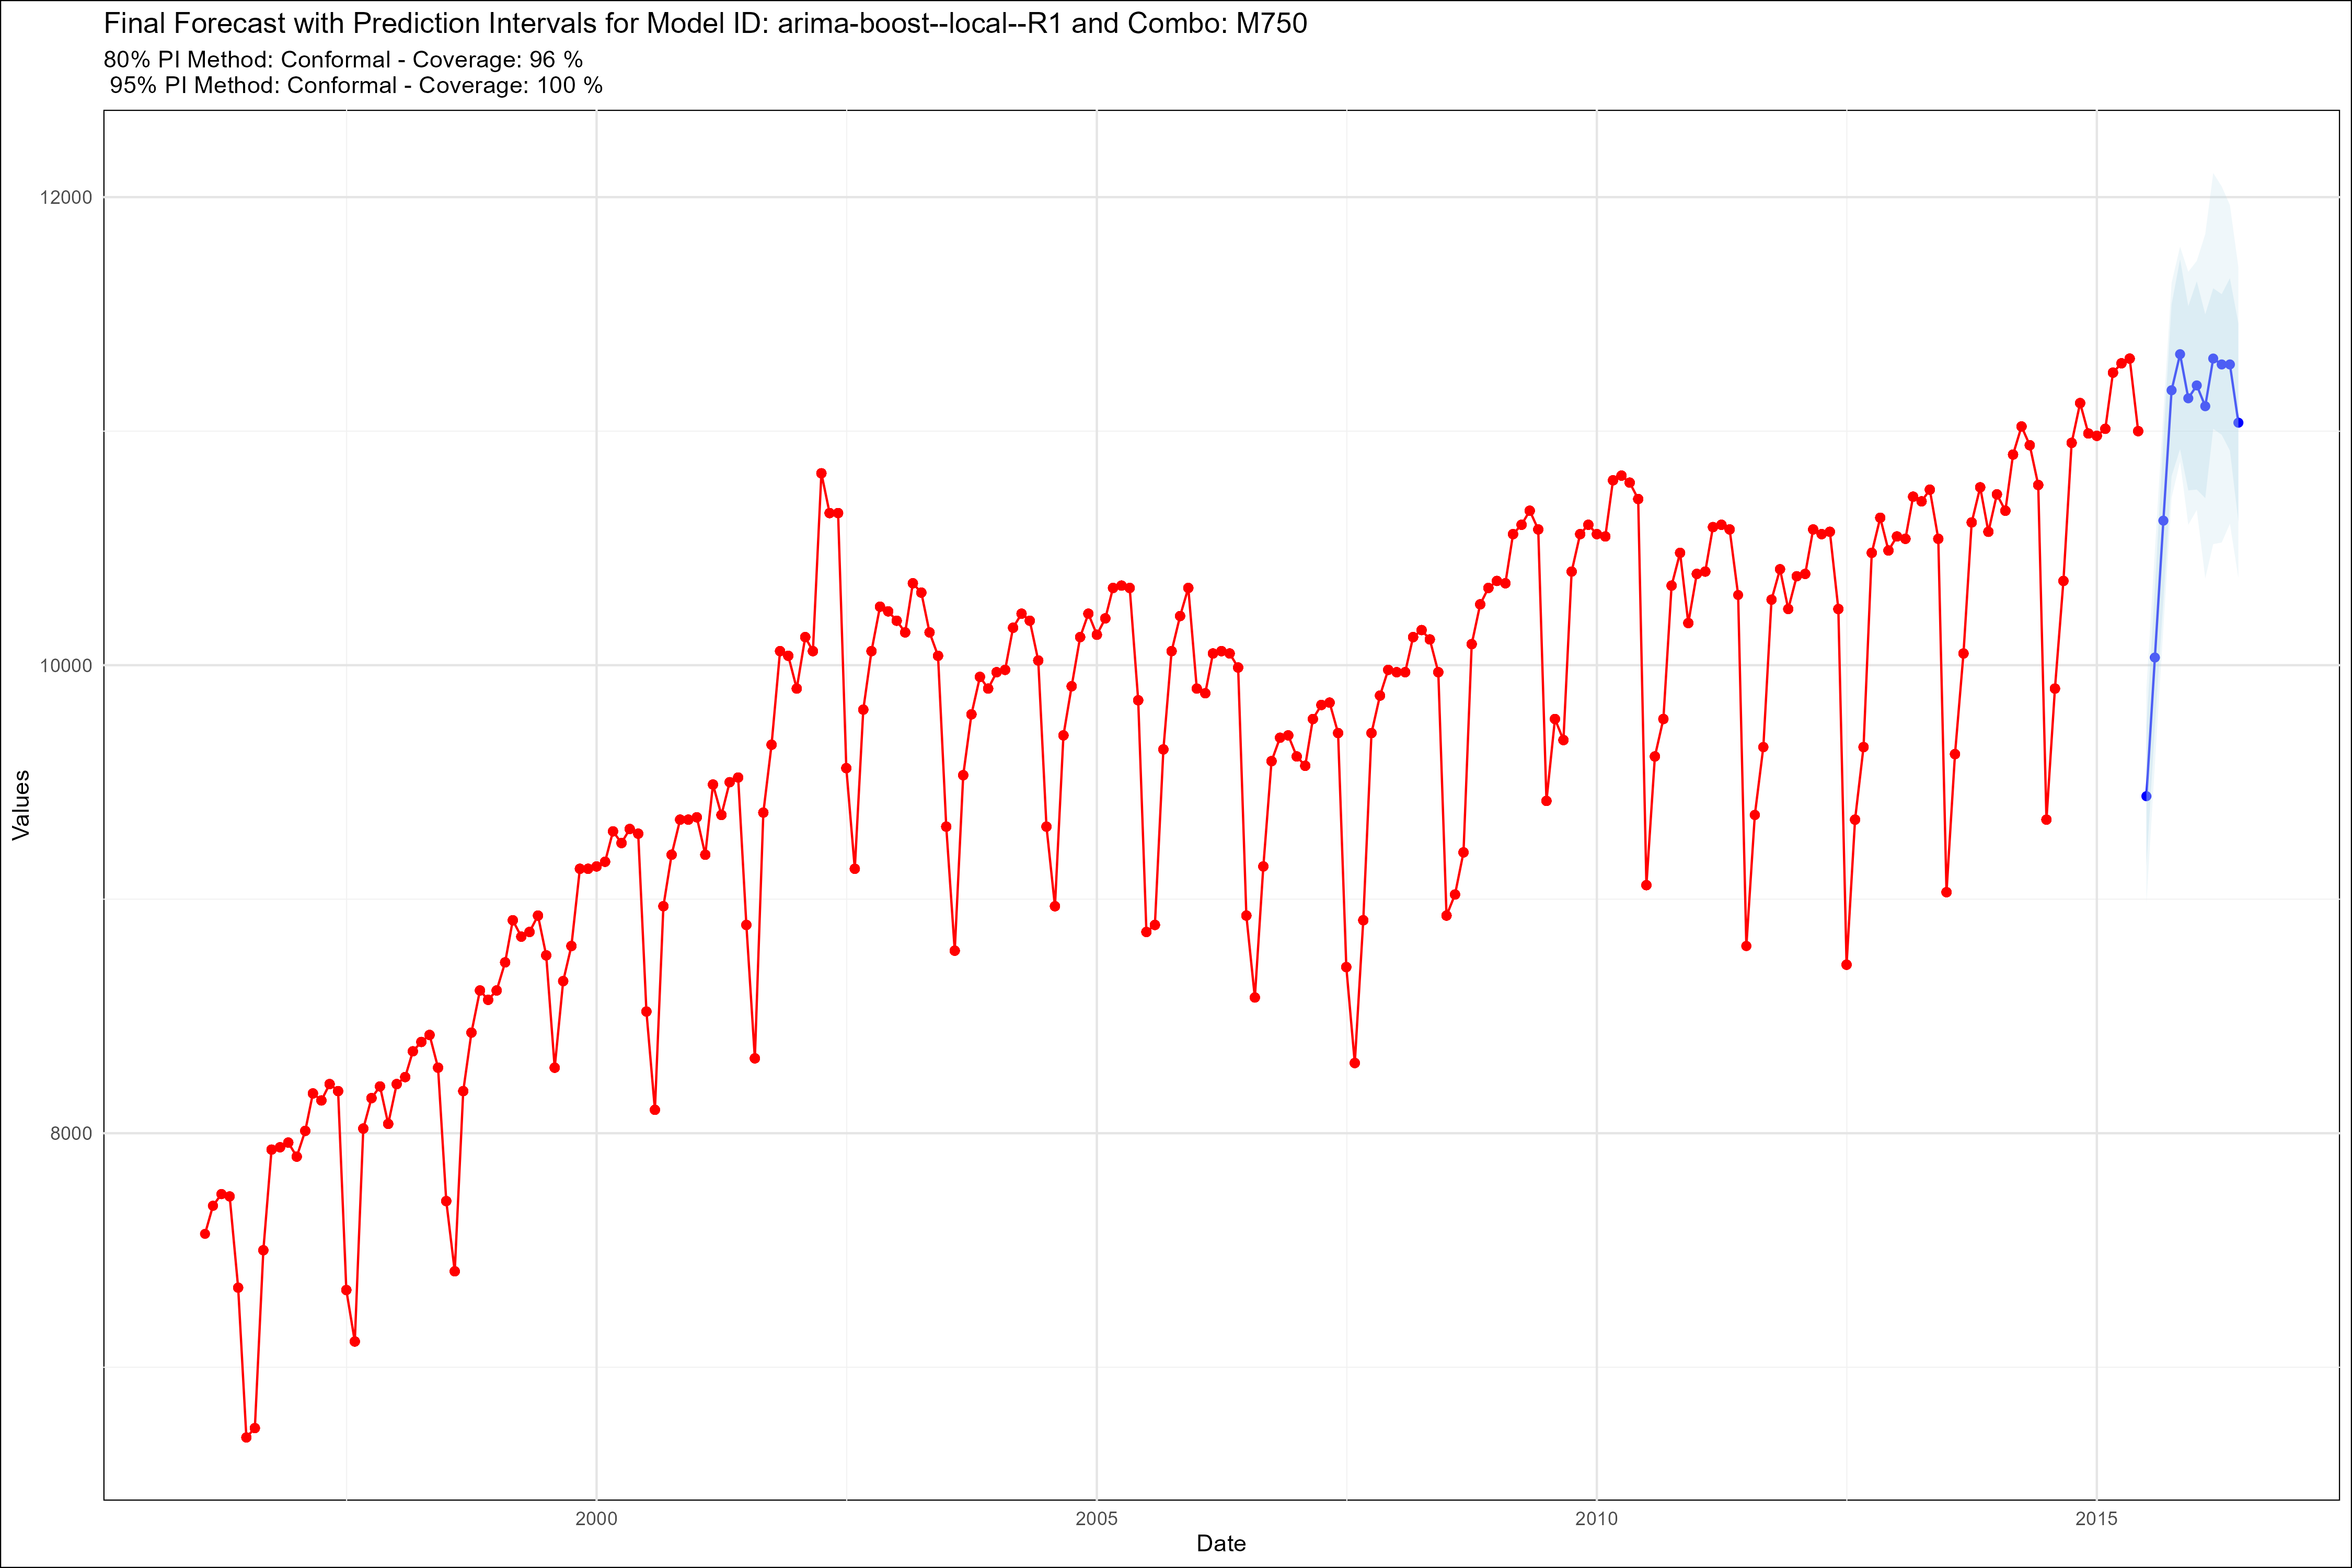 Final Forecast with Prediction Intervals for Model ID: arima-boost--local--R1 and Combo: M750
80% PI Method: Conformal - Coverage: 96 %
95% PI Method: Conformal - Coverage: 100 %
12000
10000
8000
Values
2000 2005 2010 2015
Date